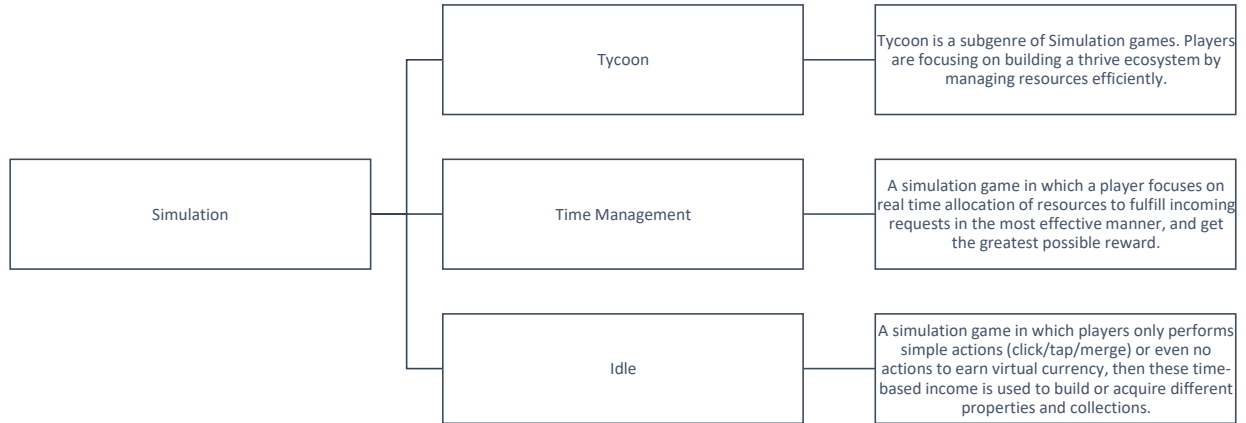 Tycoon
Tycoon is a subgenre of Simulation games. Players
are focusing on building a thrive ecosystem by
managing resources efficiently.
Simulation
Time Management
A simulation game in which a player focuses on
real time allocation of resources to fulfill incoming
requests in the most effective manner, and get
the greatest possible reward.
Idle
A simulation game in which players only performs
simple actions (click/tap/merge) or even no
actions to earn virtual currency, then these time-
based income is used to build or acquire different
properties and collections.